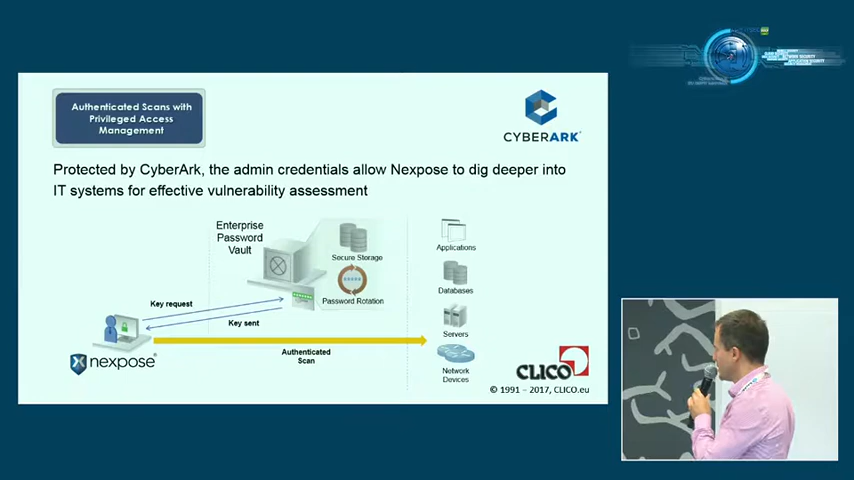 Authenticated Scans with
Privileged Access
Management
CYBERARK
Protected by CyberArk, the admin credentials allow Nexpose to dig deeper into
IT systems for effective vulnerability assessment
Enterprise
Password
Vault
Secure Storage
Password Rotation
Applications
Databases
Servers
Network
Devices
Key request
Key sent
Authenticated
Scan
nexpose
CLICO
© 1991 – 2017, CLICO.eu